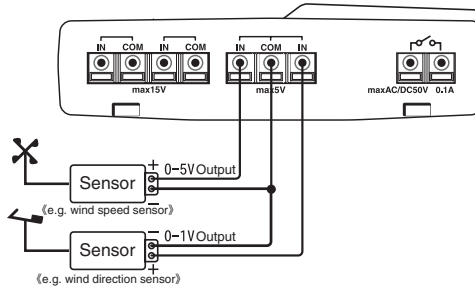 IN COM IN COM IN COM IN
max15V max5V maxAC/DC50V 0.1A
+ 0-5V Output
Sensor
−
《e.g. wind speed sensor》
− 0-1V Output
Sensor
+
《e.g. wind direction sensor》